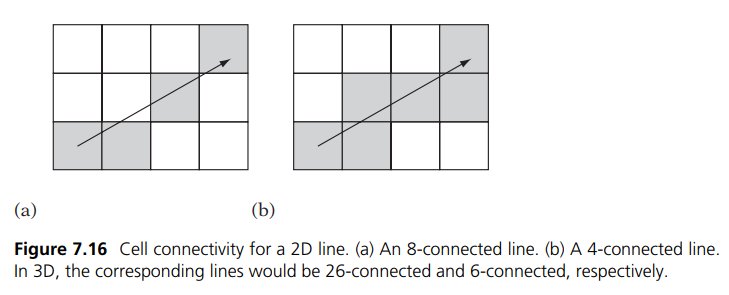 (a)
(b)
Figure 7.16 Cell connectivity for a 2D line. (a) An 8-connected line. (b) A 4-connected line.
In 3D, the corresponding lines would be 26-connected and 6-connected, respectively.